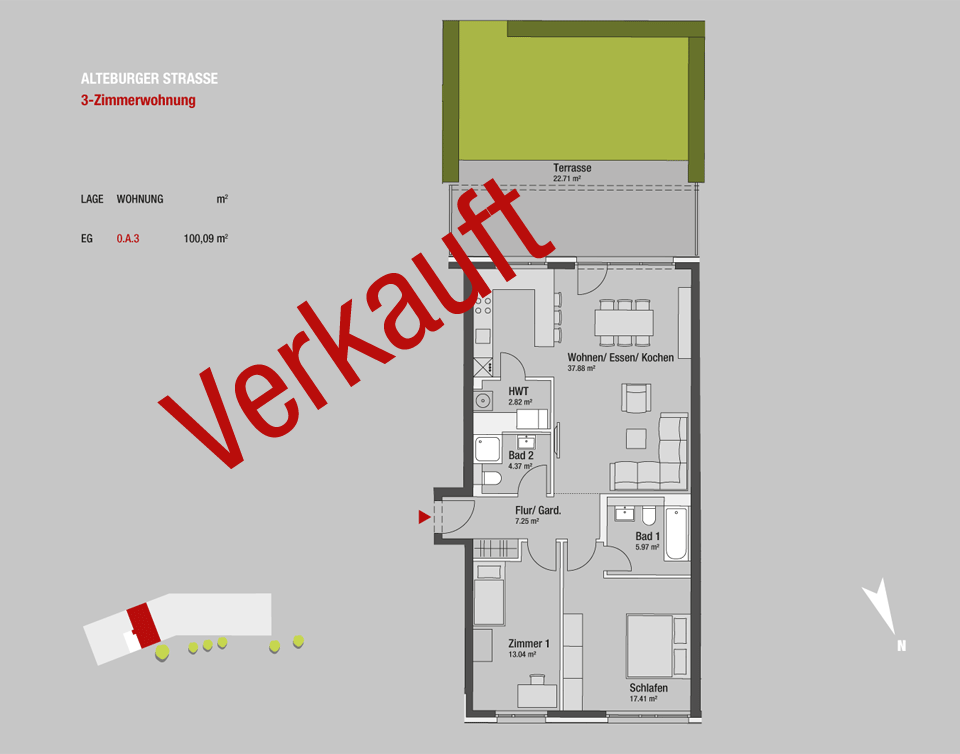 ALTEBURGER STRASSE
3-Zimmerwohnung
LAGE WOHNUNG m²
EG 0.A.3 100,09 m²
Verkauft
Terrasse
22.71 m²
Wohnen/ Essen/ Kochen
37.88 m²
HWT
2.82 m²
Bad 2
4.37 m²
Flur/ Gard.
7.25 m²
Bad 1
5.97 m²
Zimmer 1
13.04 m²
Schlafen
17.41 m²
N